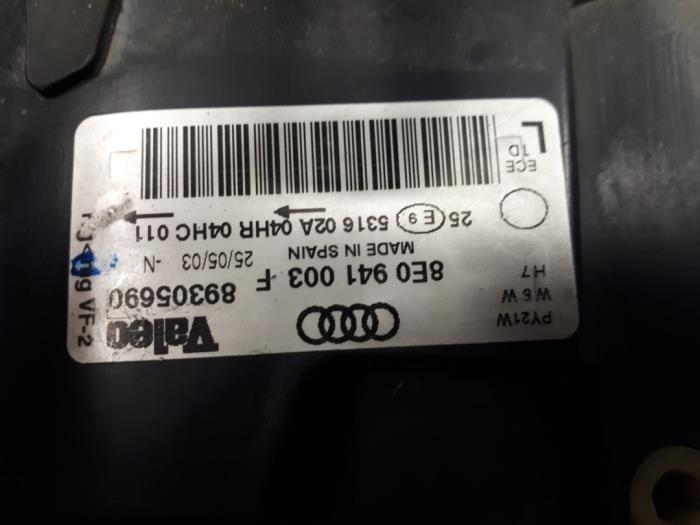 Valeo
PY21W
W5W
H7
8E0 941 003 F 89305690
MADE IN SPAIN 25/05/03 -N
25 E9 5316 02A 04HR 04HC 011
ECE
1D
L
9 VF-2